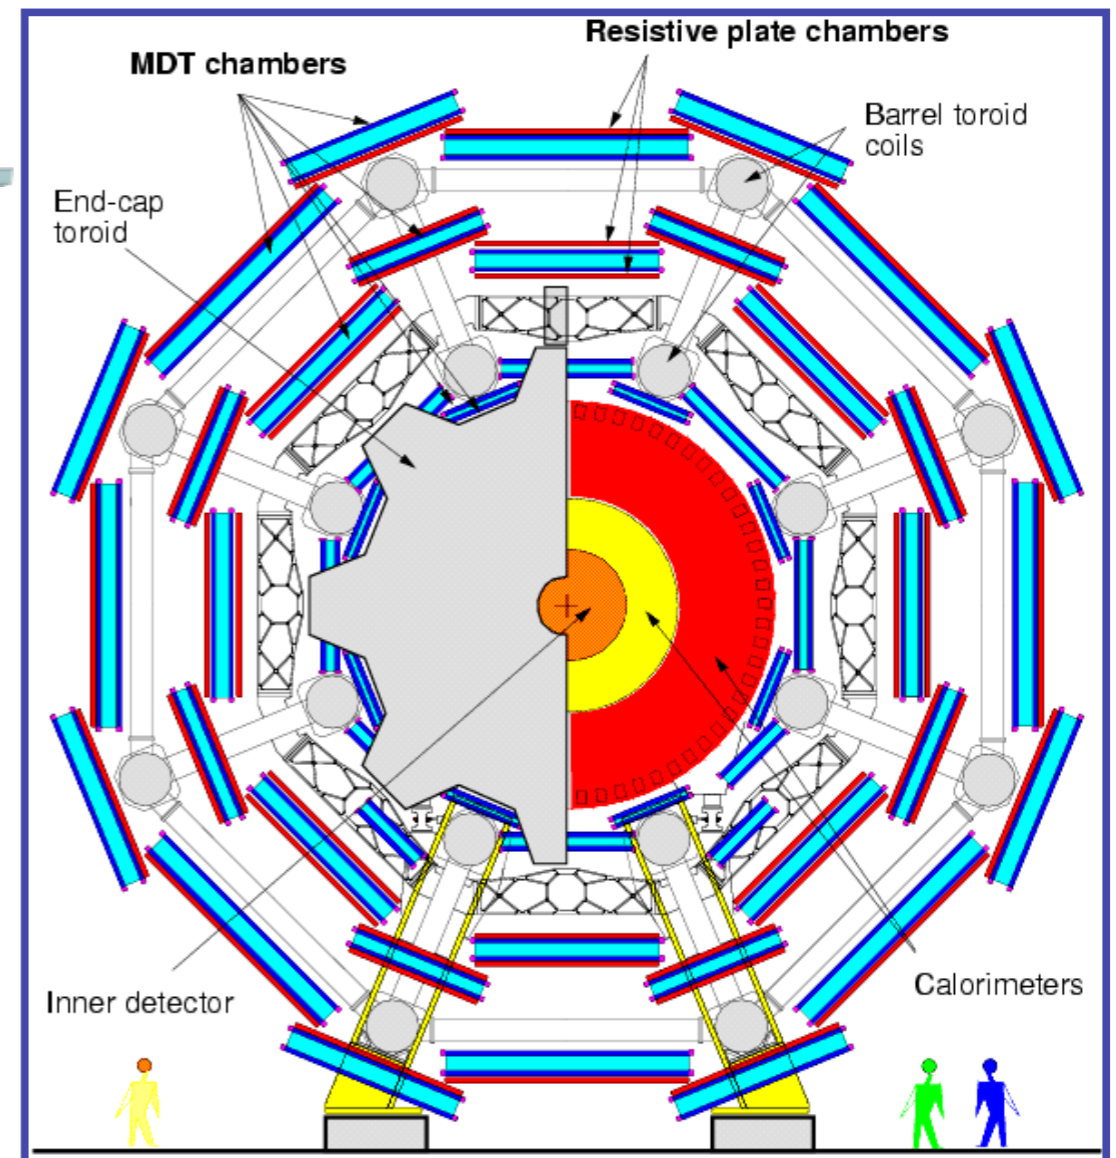 Resistive plate chambers
MDT chambers
Barrel toroid
coils
End-cap
toroid
Inner detector
Calorimeters